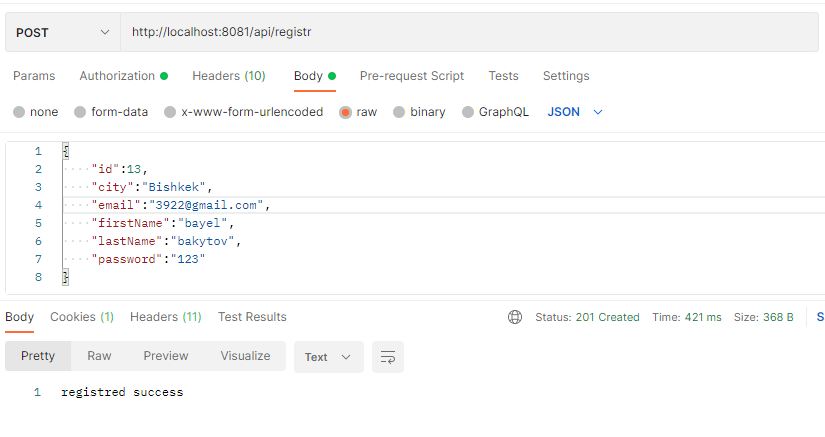 POST http://localhost:8081/api/registr
Params Authorization Headers (10) Body Pre-request Script Tests Settings
none form-data x-www-form-urlencoded raw binary GraphQL JSON
1 {
2 "id":13,
3 "city":"Bishkek",
4 "email":"3922@gmail.com",
5 "firstName":"bayel",
6 "lastName":"bakytov",
7 "password":"123"
8 }
Body Cookies (1) Headers (11) Test Results Status: 201 Created Time: 421 ms Size: 368 B S
Pretty Raw Preview Visualize Text
1 registred success